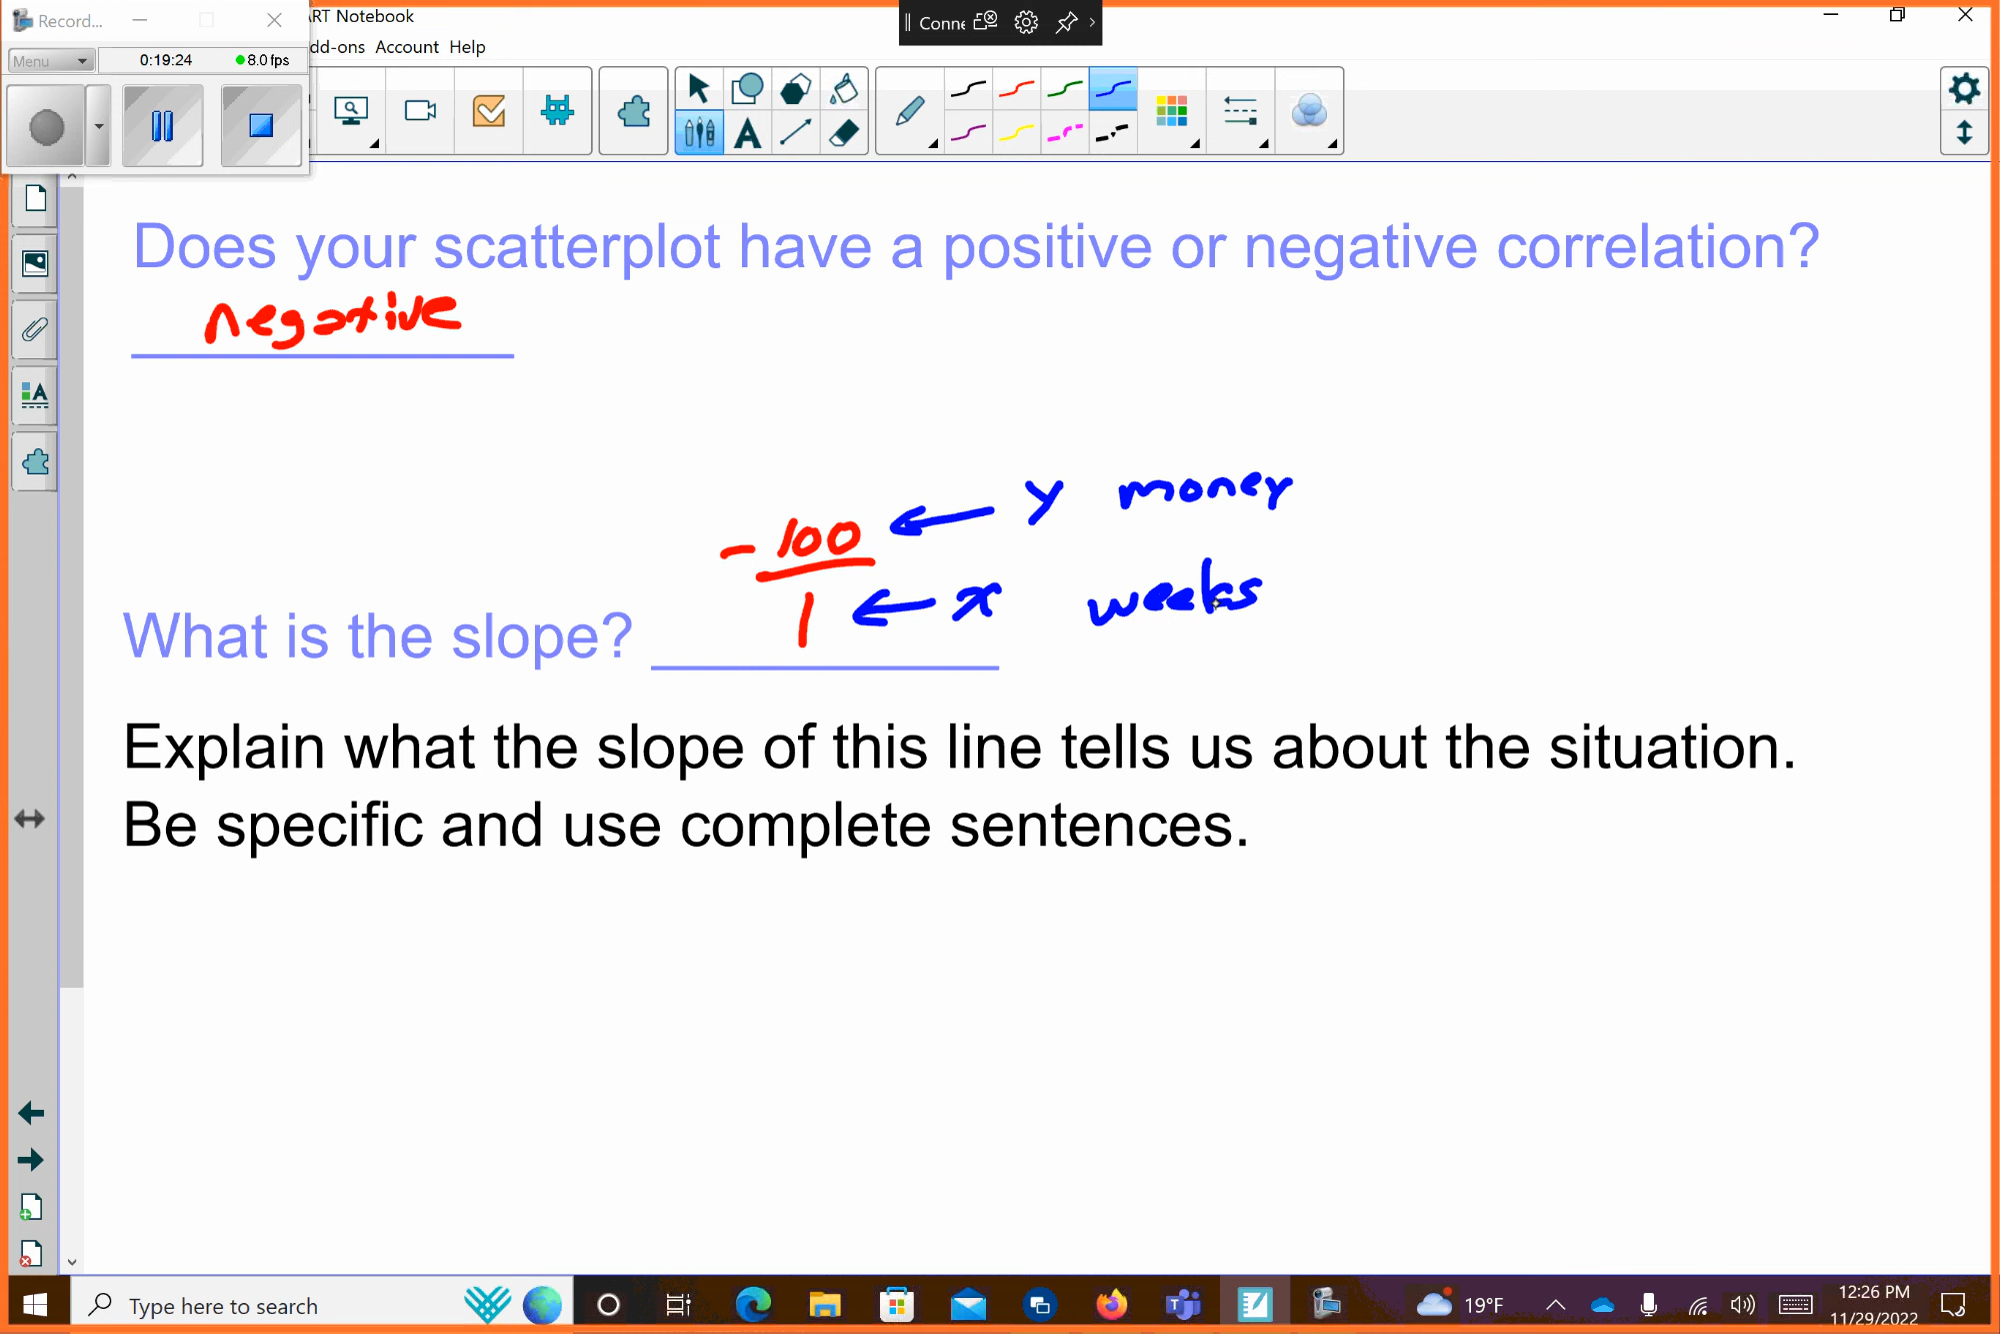 Record...
ART Notebook
Conne
Menu
0:19:24
8.0 fps
dd-ons Account Help
Does your scatterplot have a positive or negative correlation?
negative
y money
-100
1
x weeks
What is the slope?
Explain what the slope of this line tells us about the situation.
Be specific and use complete sentences.
Type here to search
19°F
12:26 PM
11/29/2022